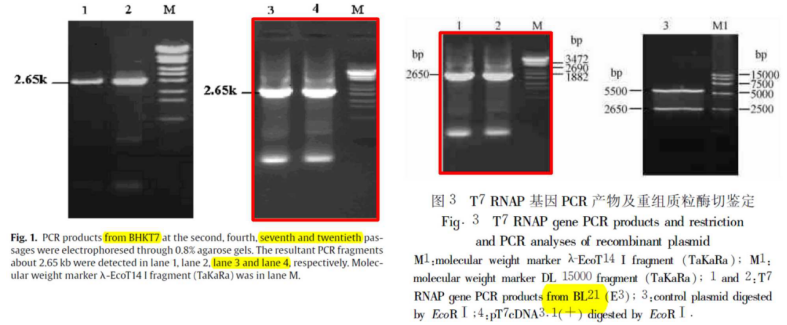 1 2 M
2.65k
3 4 M
2.65k
Fig. 1. PCR products from BHKT7 at the second, fourth, seventh and twentieth pas-
sages were electrophoresed through 0.8% agarose gels. The resultant PCR fragments
about 2.65 kb were detected in lane 1, lane 2, lane 3 and lane 4, respectively. Molec-
ular weight marker λ-EcoT14 I fragment (TaKaRa) was in lane M.
1 2 M
bp
2650
bp
3472
2690
1882
3 M1
bp
5500
2650
bp
15000
7500
5000
2500
图 3 T7 RNAP 基因 PCR 产物及重组质粒酶切鉴定
Fig. 3 T7 RNAP gene PCR products and restriction
and PCR analyses of recombinant plasmid
M1:molecular weight marker λ-EcoT14 I fragment (TaKaRa); M1:
molecular weight marker DL 15000 fragment (TaKaRa); 1 and 2:T7
RNAP gene PCR products from BL21 (E3); 3:control plasmid digested
by EcoR I;4:pT7cDNA3.1(+) digested by EcoR I.